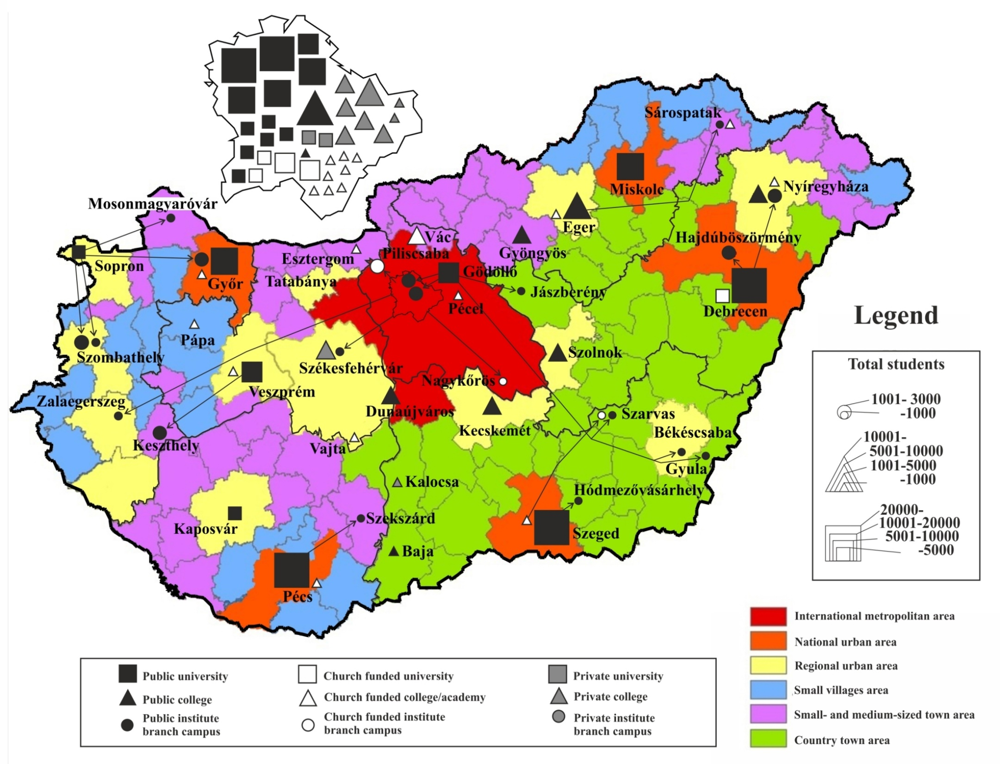 Sárospatak
Miskolc
Nyíregyháza
Mosonmagyaróvár
Eger
Hajdúböszörmény
Vác
Esztergom
Piliscsaba
Gyöngyös
Sopron
Gödöllő
Győr
Tatabánya
Jászberény
Pécel
Debrecen
Pápa
Szombathely
Székesfehérvár
Szolnok
Nagykőrös
Veszprém
Zalaegerszeg
Dunaújváros
Szarvas
Kecskemét
Békéscsaba
Keszthely
Vajta
Gyula
Kalocsa
Hódmezővásárhely
Szekszárd
Kaposvár
Szeged
Baja
Pécs
Legend
Total students
1001- 3000
-1000
10001-
5001-10000
1001-5000
-1000
20000-
10001-20000
5001-10000
-5000
International metropolitan area
National urban area
Regional urban area
Small villages area
Small- and medium-sized town area
Country town area
Public university
Public college
Public institute
branch campus
Church funded university
Church funded college/academy
Church funded institute
branch campus
Private university
Private college
Private institute
branch campus